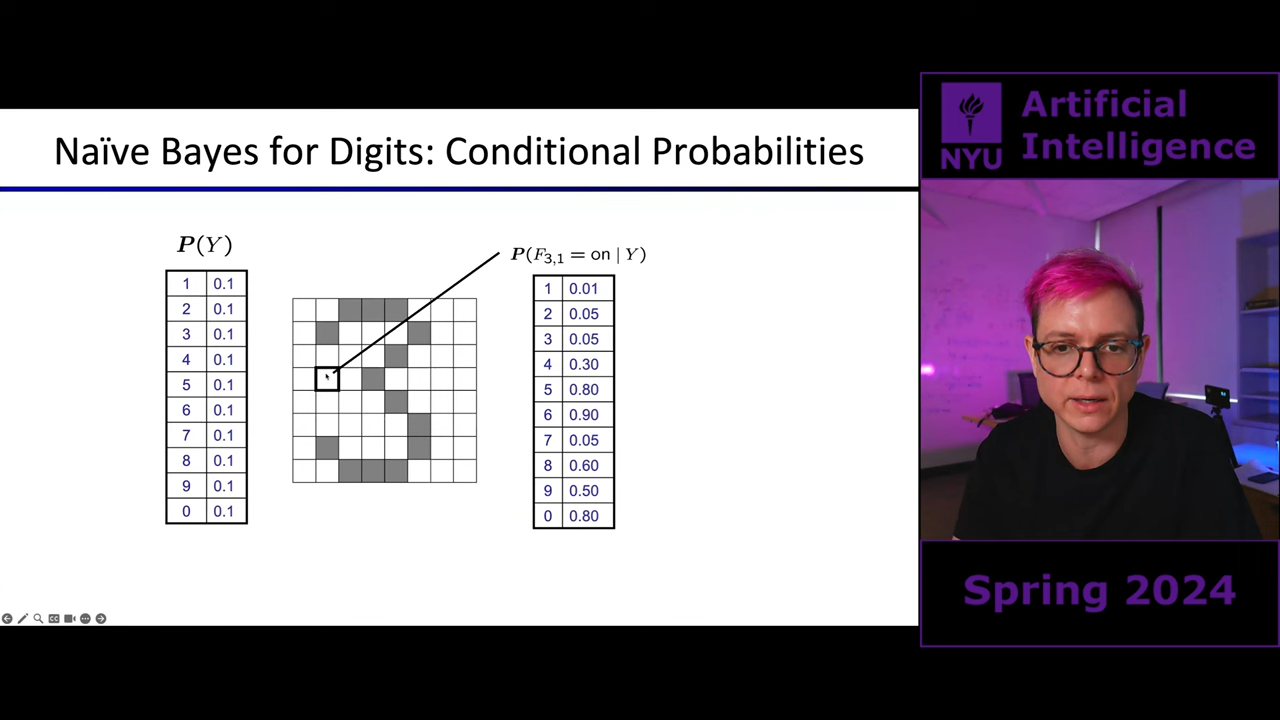 Naïve Bayes for Digits: Conditional Probabilities
P(Y)
1 0.1
2 0.1
3 0.1
4 0.1
5 0.1
6 0.1
7 0.1
8 0.1
9 0.1
0 0.1
P(F3,1 = on | Y)
1 0.01
2 0.05
3 0.05
4 0.30
5 0.80
6 0.90
7 0.05
8 0.60
9 0.50
0 0.80
NYU
Artificial
Intelligence
Spring 2024